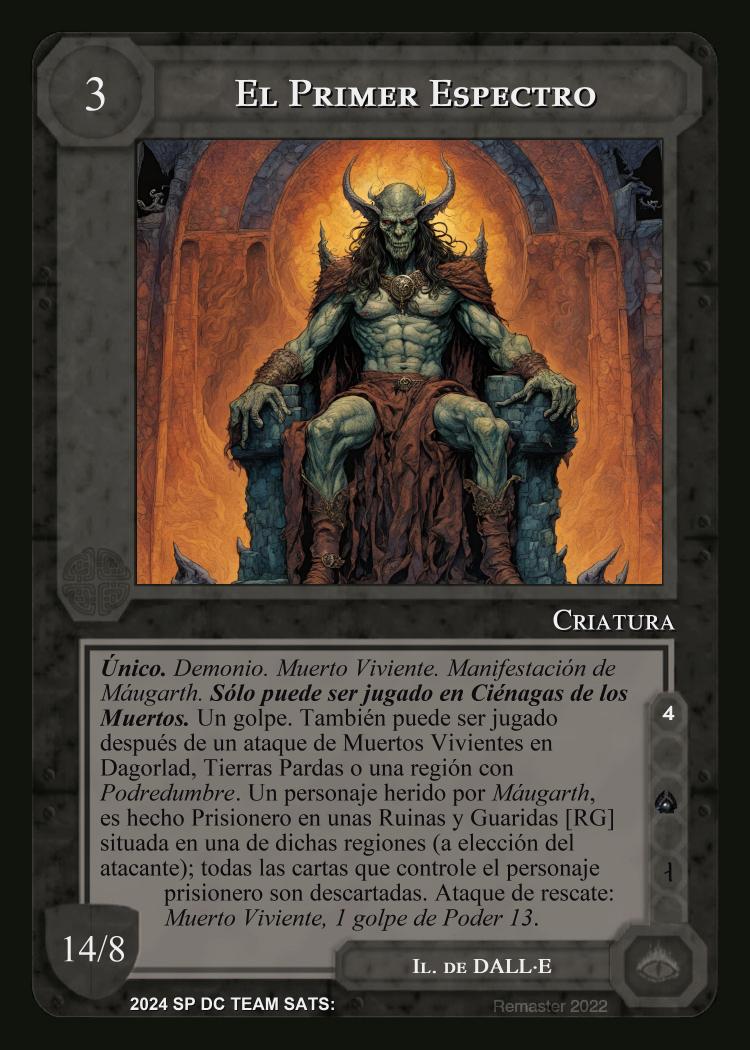 3
El Primer Espectro
Criatura
Único. Demonio. Muerto Viviente. Manifestación de
Máugarth. Sólo puede ser jugado en Ciénagas de los
Muertos. Un golpe. También puede ser jugado
después de un ataque de Muertos Vivientes en
Dagorlad, Tierras Pardas o una región con
Podredumbre. Un personaje herido por Máugarth,
es hecho Prisionero en unas Ruinas y Guaridas [RG]
situada en una de dichas regiones (a elección del
atacante); todas las cartas que controle el personaje
prisionero son descartadas. Ataque de rescate:
Muerto Viviente, 1 golpe de Poder 13.
4
14/8
Il. de DALL·E
2024 SP DC TEAM SATS:
Remaster 2022